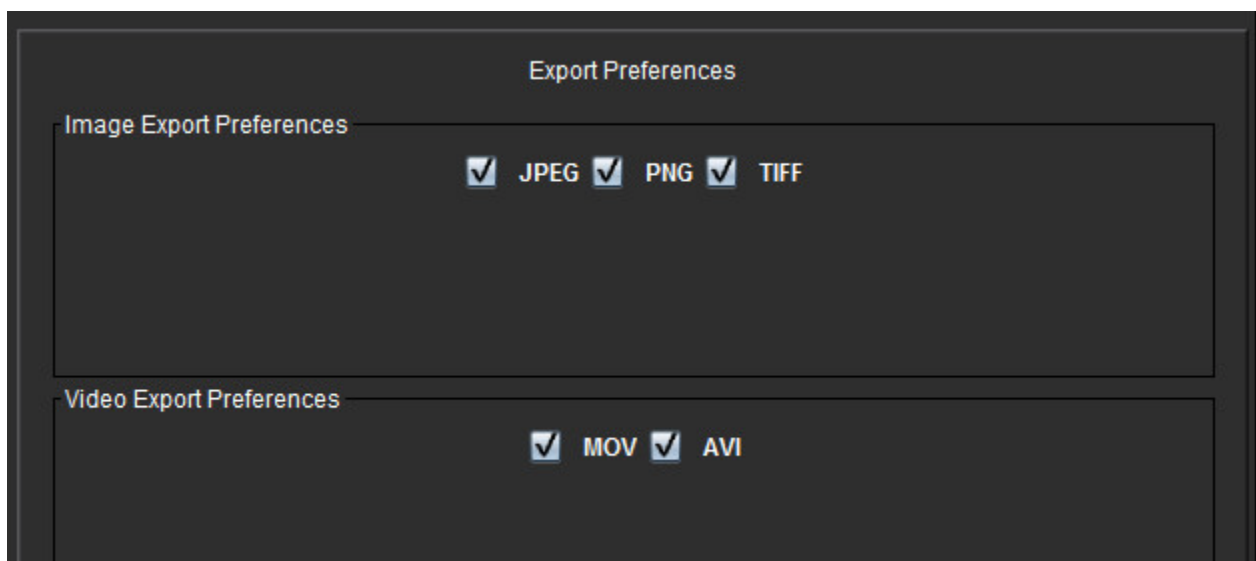 Export Preferences
Image Export Preferences
JPEG PNG TIFF
Video Export Preferences
MOV AVI